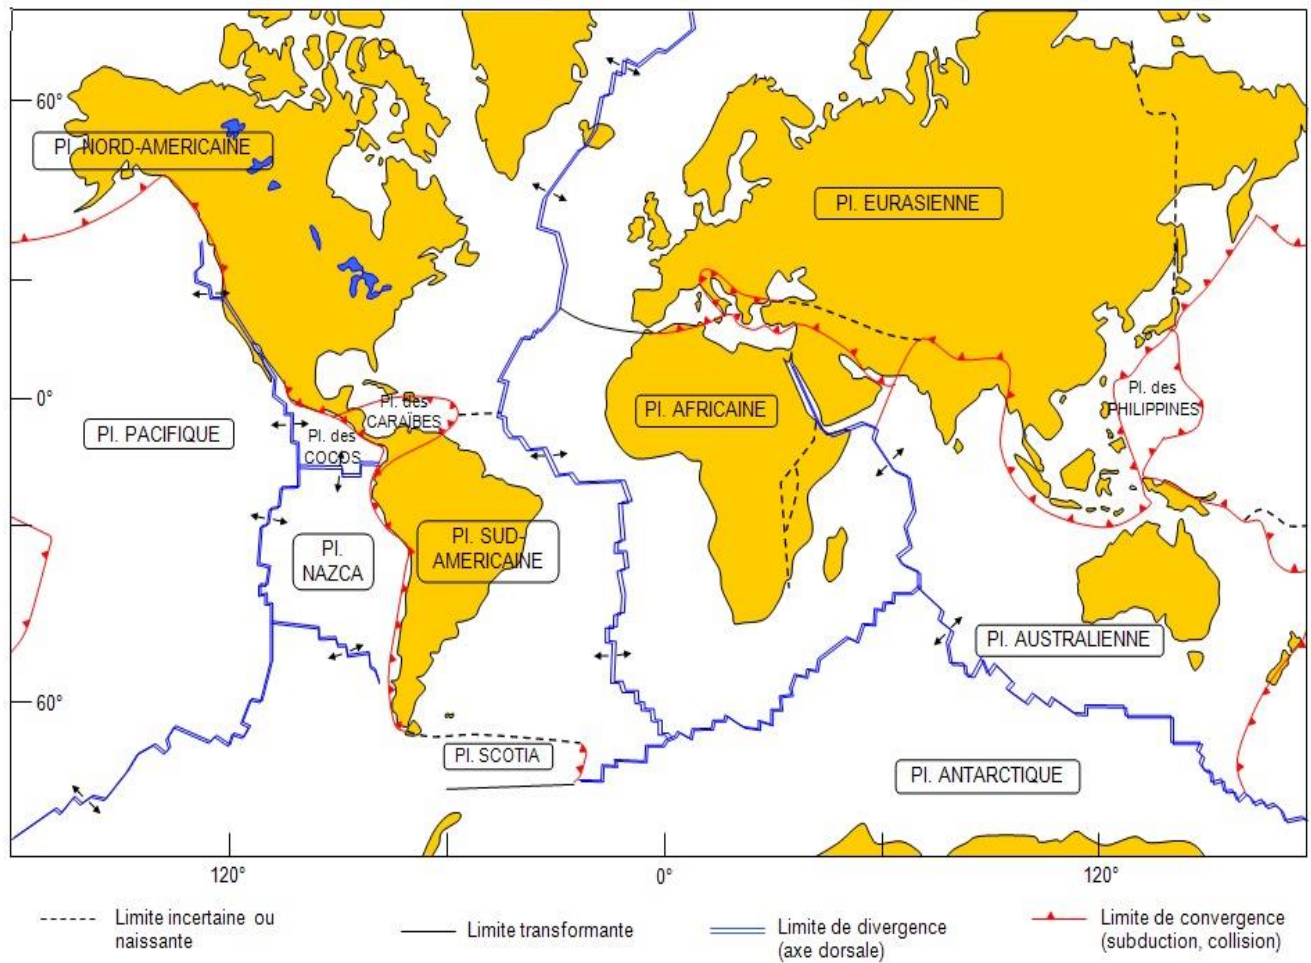 60°
Pl. NORD-AMERICAINE
Pl. EURASIENNE
0°
Pl. PACIFIQUE
Pl. des
CARAÏBES
Pl. des
COCOS
Pl. AFRICAINE
Pl. des
PHILIPPINES
Pl.
NAZCA
Pl. SUD-
AMERICAINE
Pl. AUSTRALIENNE
60°
Pl. SCOTIA
Pl. ANTARCTIQUE
120°
0°
120°
Limite incertaine ou
naissante
Limite transformante
Limite de divergence
(axe dorsale)
Limite de convergence
(subduction, collision)